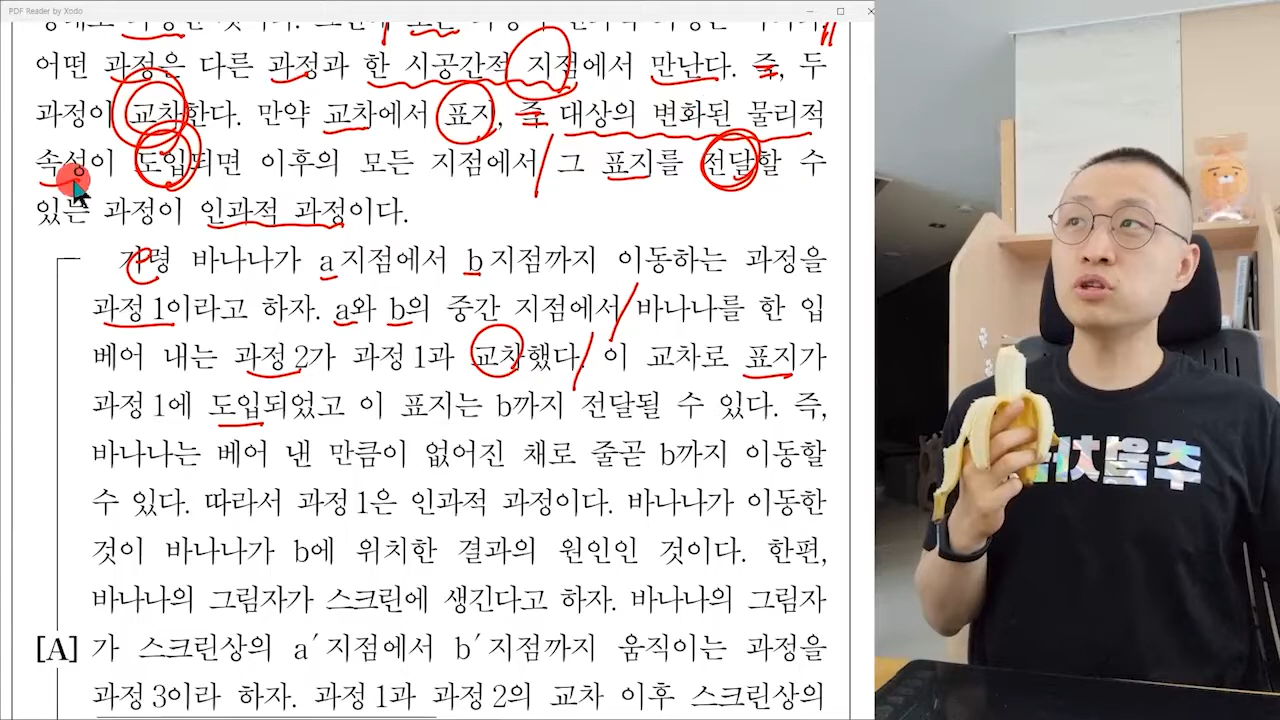 PDF Reader by Xodo
어떤 과정은 다른 과정과 한 시공간적 지점에서 만난다. 즉, 두
과정이 교차한다. 만약 교차에서 표지, 즉 대상의 변화된 물리적
속성이 도입되면 이후의 모든 지점에서 그 표지를 전달할 수
있는 과정이 인과적 과정이다.
가령 바나나가 a 지점에서 b 지점까지 이동하는 과정을
과정 1이라고 하자. a와 b의 중간 지점에서 바나나를 한 입
베어 내는 과정 2가 과정 1과 교차했다. 이 교차로 표지가
과정 1에 도입되었고 이 표지는 b까지 전달될 수 있다. 즉,
바나나는 베어 낸 만큼이 없어진 채로 줄곧 b까지 이동할
수 있다. 따라서 과정 1은 인과적 과정이다. 바나나가 이동한
것이 바나나가 b에 위치한 결과의 원인인 것이다. 한편,
바나나의 그림자가 스크린에 생긴다고 하자. 바나나의 그림자
[A] 가 스크린상의 a′ 지점에서 b′ 지점까지 움직이는 과정을
과정 3이라 하자. 과정 1과 과정 2의 교차 이후 스크린상의